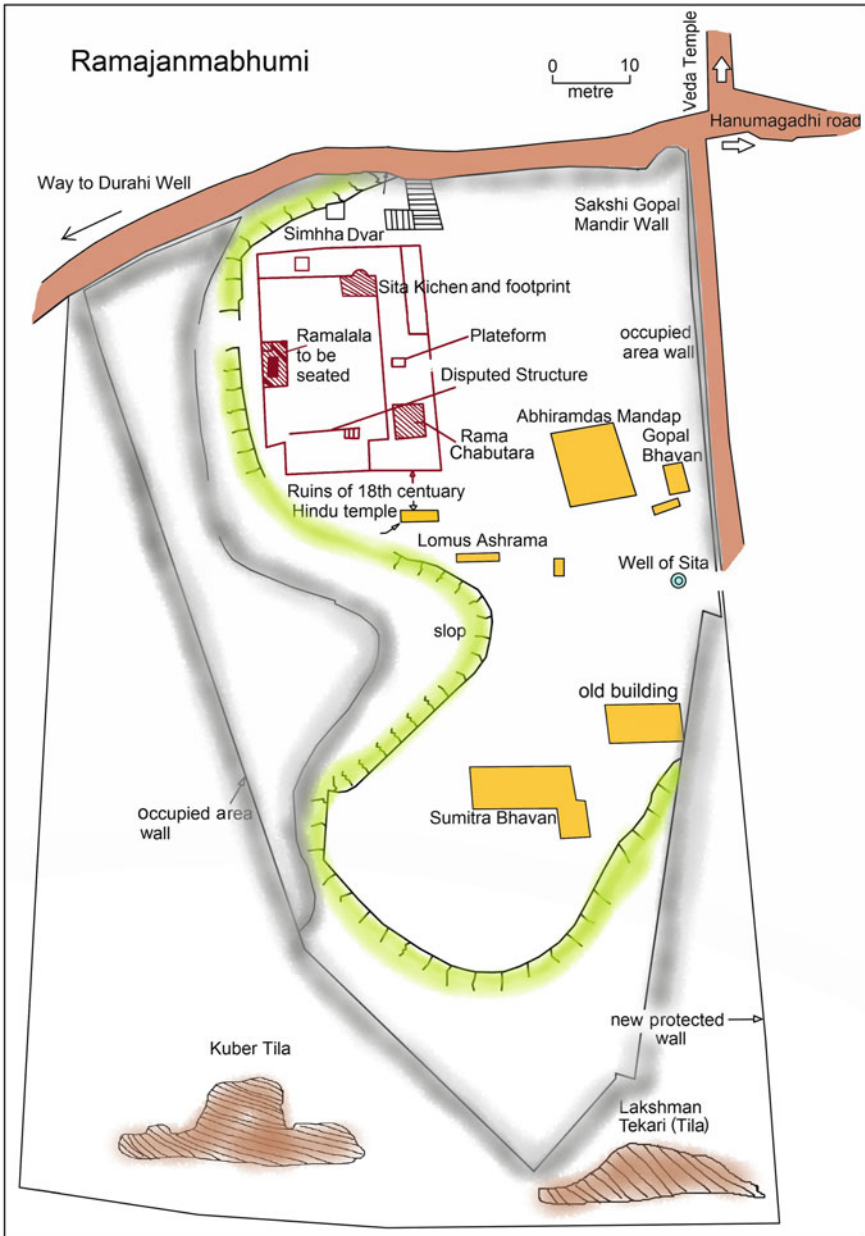 Ramajanmabhumi
0 10
metre
Veda Temple
Hanumagadhi road
Way to Durahi Well
Sakshi Gopal
Mandir Wall
Simhha Dvar
Sita Kichen and footprint
Ramalala
to be
seated
Plateform
occupied
area wall
Disputed Structure
Abhiramdas Mandap
Rama
Chabutara
Gopal
Bhavan
Ruins of 18th centuary
Hindu temple
Lomus Ashrama
Well of Sita
slop
old building
occupied area
wall
Sumitra Bhavan
new protected
wall
Kuber Tila
Lakshman
Tekari (Tila)